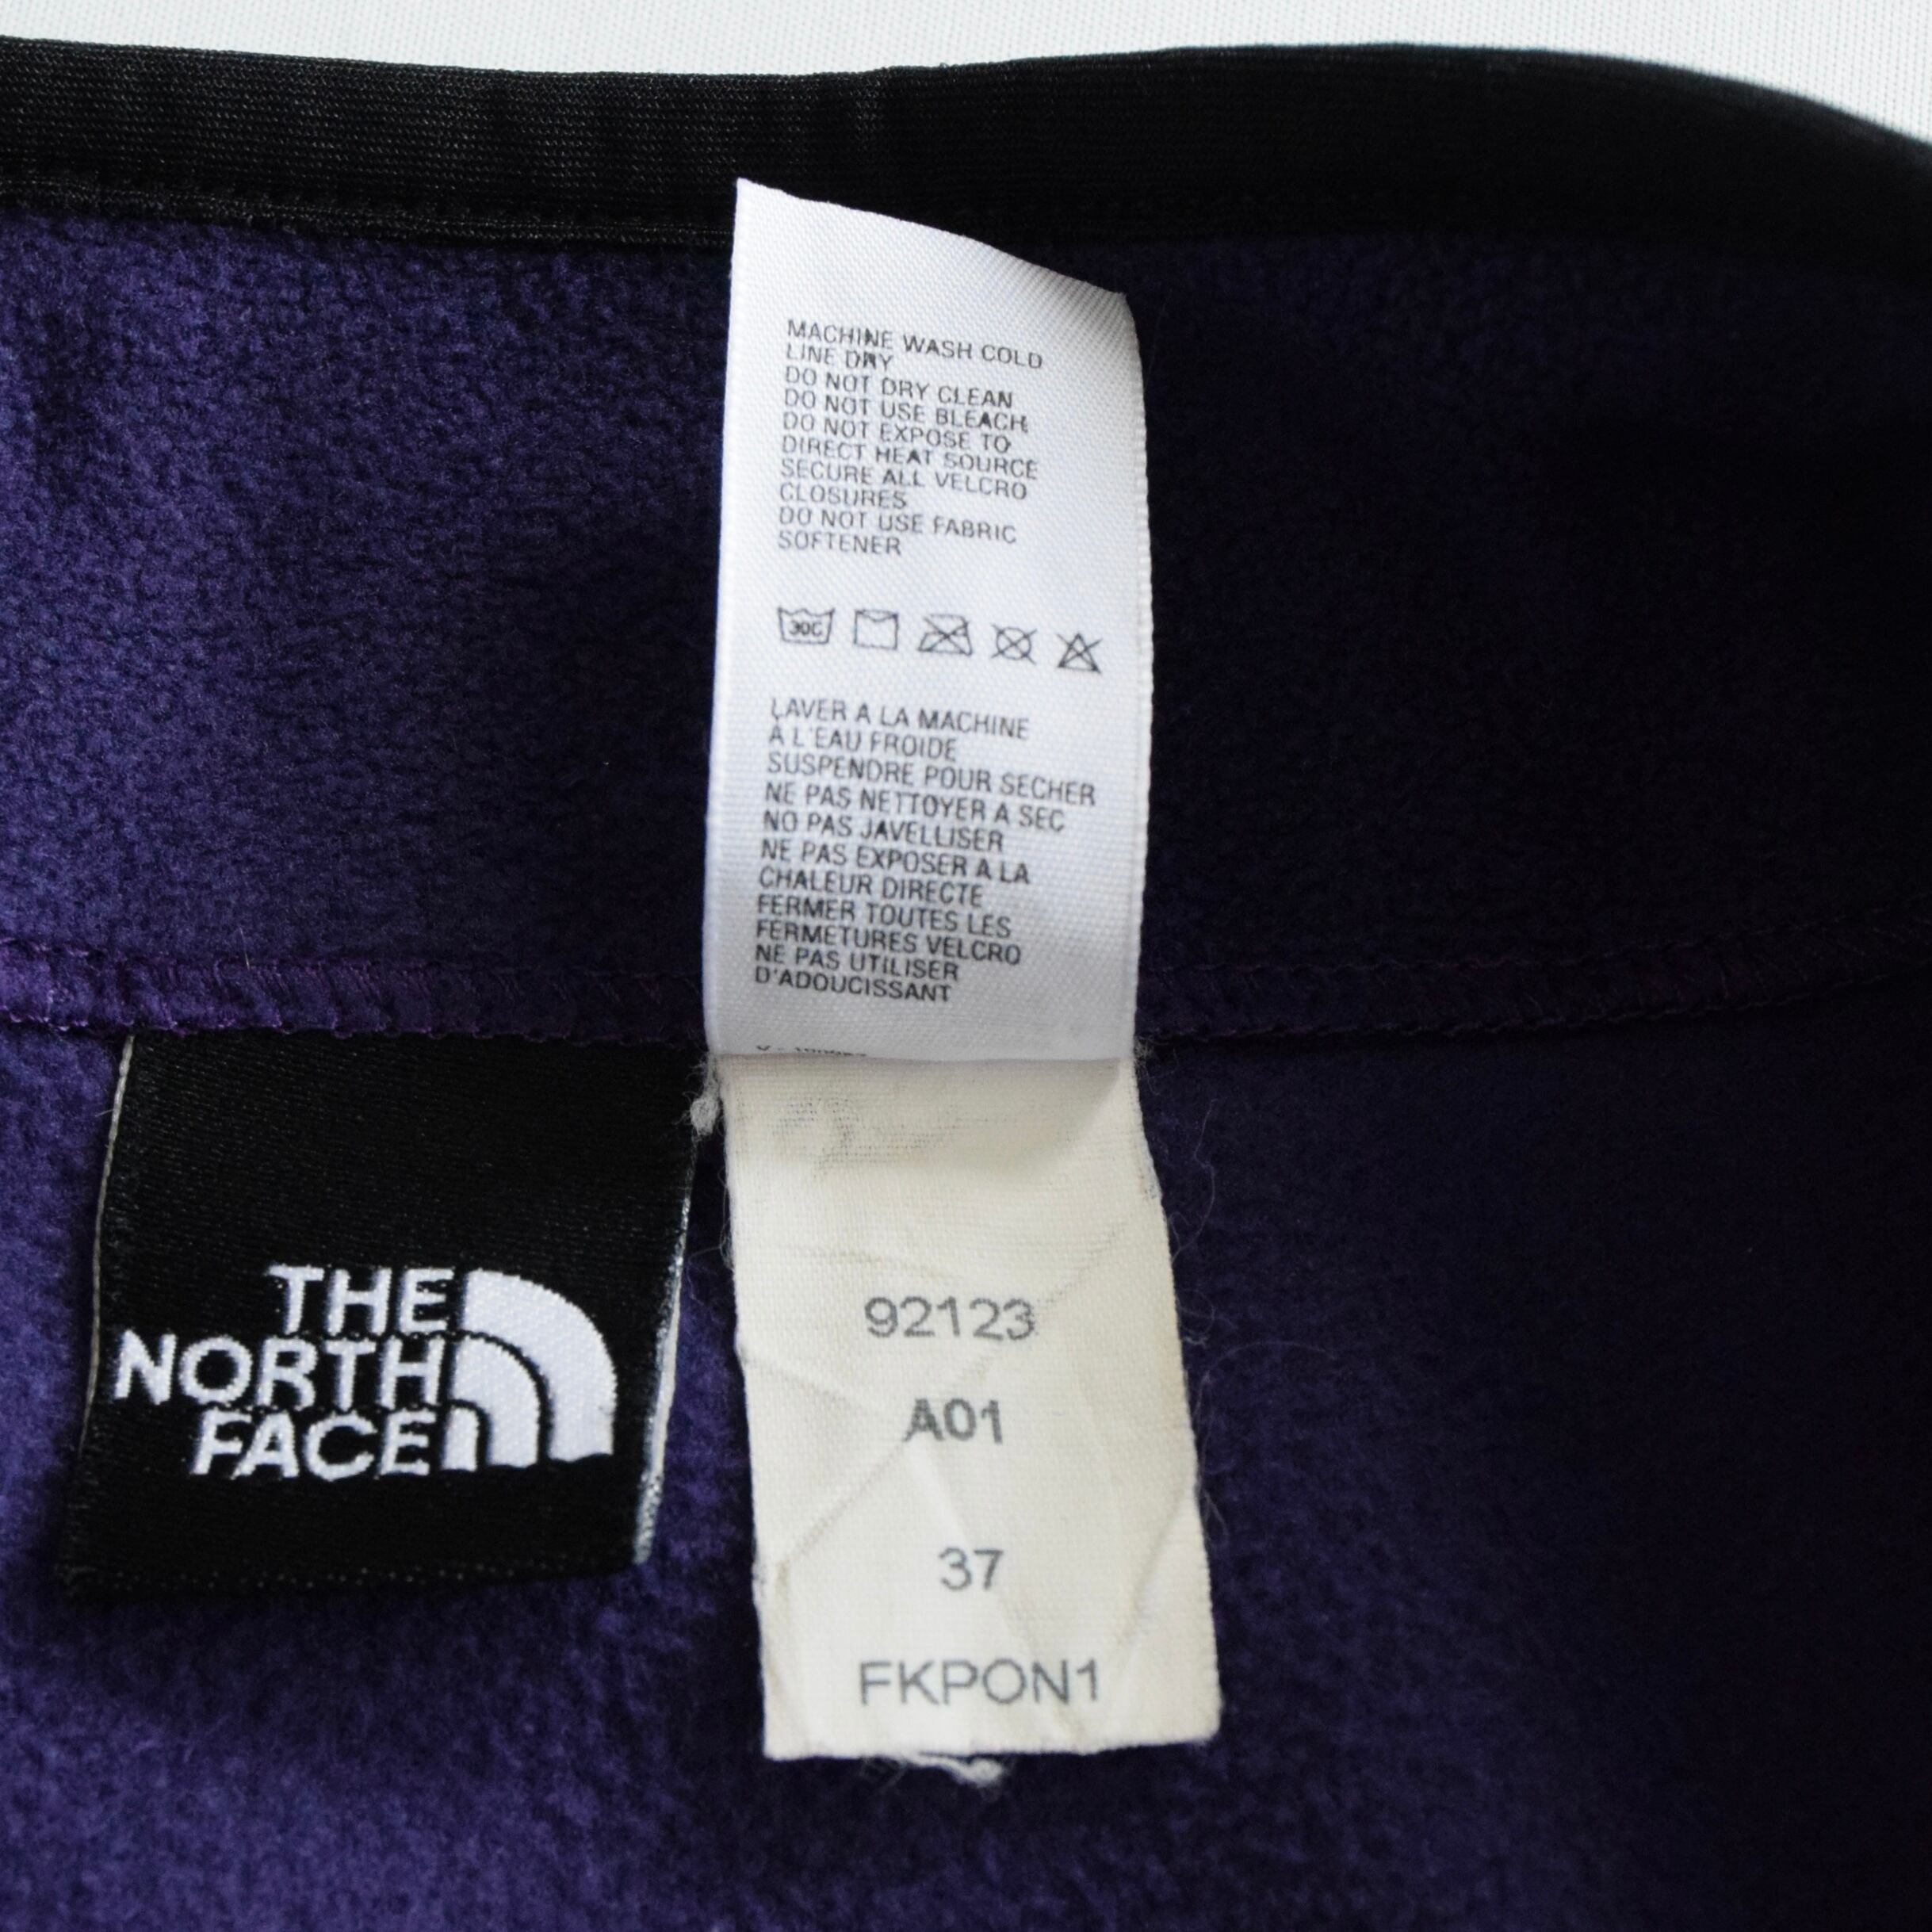 MACHINE WASH COLD
LINE DRY
DO NOT DRY CLEAN
DO NOT USE BLEACH
DO NOT EXPOSE TO
DIRECT HEAT SOURCE
SECURE ALL VELCRO
CLOSURES
DO NOT USE FABRIC
SOFTENER
30C
LAVER A LA MACHINE
À L'EAU FROIDE
SUSPENDRE POUR SECHER
NE PAS NETTOYER A SEC
NO PAS JAVELLISER
NE PAS EXPOSER A LA
CHALEUR DIRECTE
FERMER TOUTES LES
FERMETURES VELCRO
NE PAS UTILISER
D'ADOUCISSANT
THE
NORTH
FACE
92123
A01
37
FKPON1